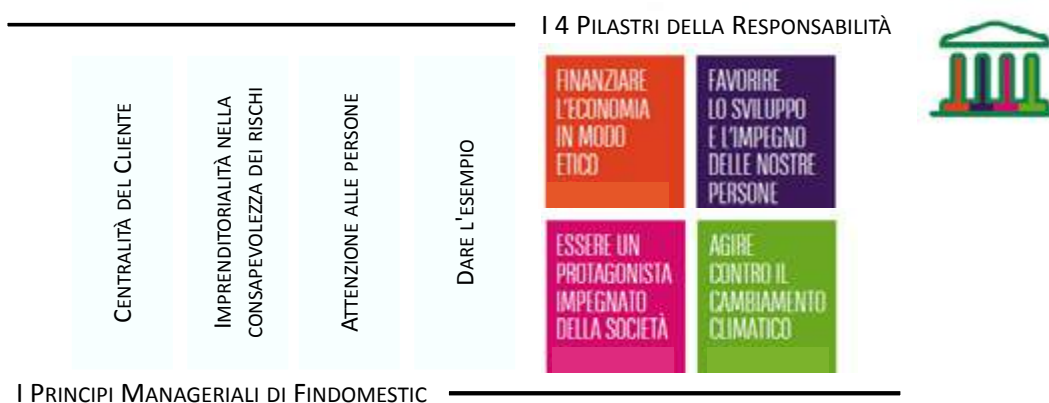 I 4 Pilastri della Responsabilità
Centralità del Cliente
Imprenditorialità nella
consapevolezza dei rischi
Attenzione alle persone
Dare l'esempio
FINANZIARE
L'ECONOMIA
IN MODO
ETICO
FAVORIRE
LO SVILUPPO
E L'IMPEGNO
DELLE NOSTRE
PERSONE
ESSERE UN
PROTAGONISTA
IMPEGNATO
DELLA SOCIETÀ
AGIRE
CONTRO IL
CAMBIAMENTO
CLIMATICO
I Principi Manageriali di Findomestic